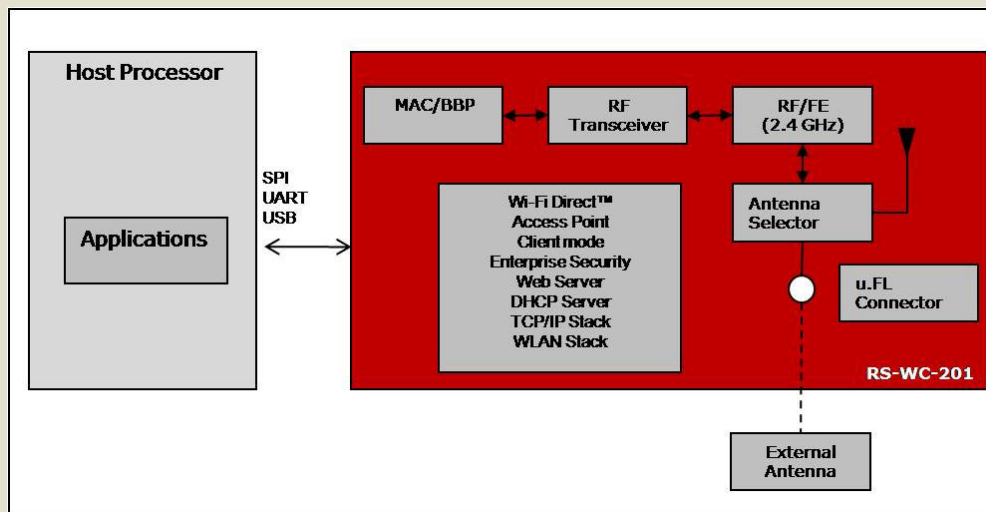 Host Processor
Applications
SPI
UART
USB
MAC/BBP
RF
Transceiver
RF/FE
(2.4 GHz)
Wi-Fi Direct™
Access Point
Client mode
Enterprise Security
Web Server
DHCP Server
TCP/IP Stack
WLAN Stack
Antenna
Selector
u.FL
Connector
RS-WC-201
External
Antenna